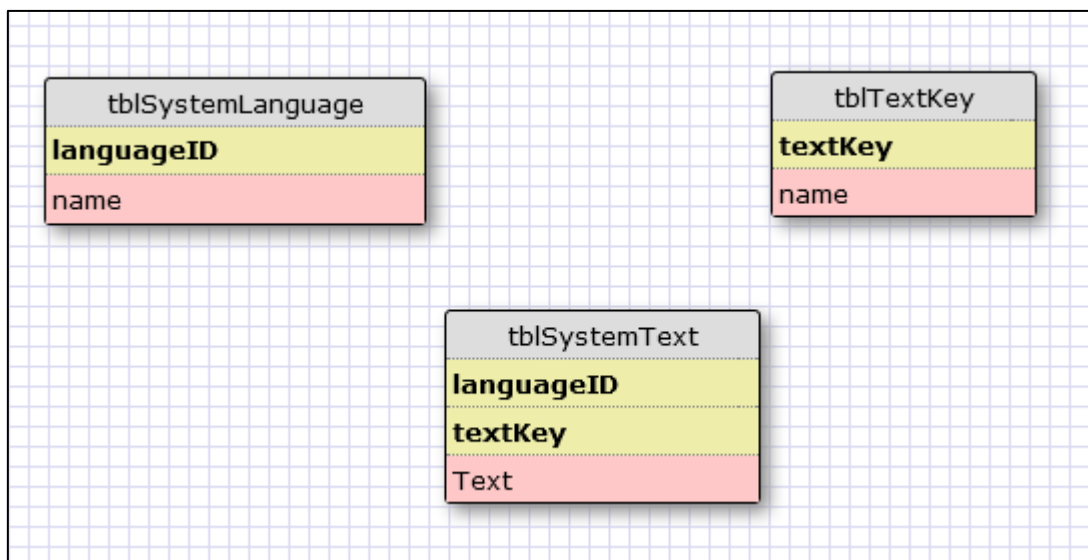 tblSystemLanguage
languageID
name
tblTextKey
textKey
name
tblSystemText
languageID
textKey
Text